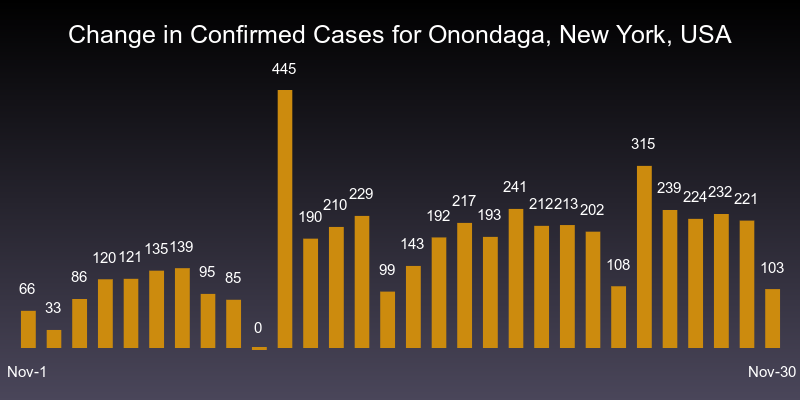 Change in Confirmed Cases for Onondaga, New York, USA
66 33 86 120 121 135 139 95 85 0 445 190 210 229 99 143 192 217 193 241 212 213 202 108 315 239 224 232 221 103
Nov-1 Nov-30